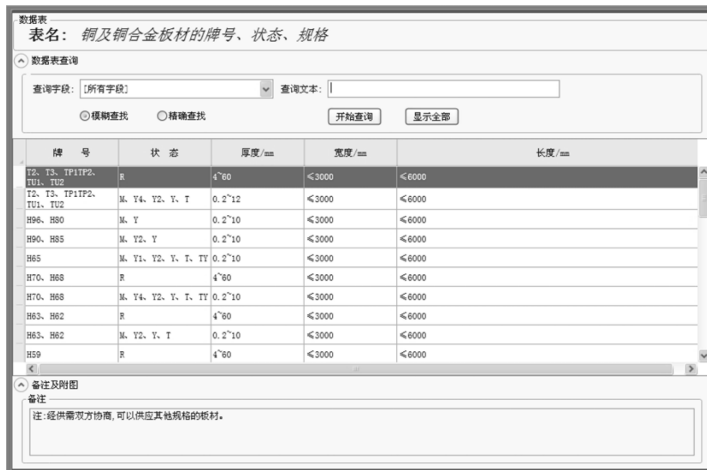 数据表
表名： 铜及铜合金板材的牌号、状态、规格
数据表查询
查询字段： [所有字段] 查询文本：
模糊查找 精确查找 开始查询 显示全部
牌 号 状 态 厚度/mm 宽度/mm 长度/mm
T2、T3、TP1TP2、
TU1、TU2 R 4~60 ≤3000 ≤6000
T2、T3、TP1TP2、
TU1、TU2 M、Y4、Y2、Y、T 0.2~12 ≤3000 ≤6000
H96、H80 M、Y 0.2~10 ≤3000 ≤6000
H90、H85 M、Y2、Y 0.2~10 ≤3000 ≤6000
H65 M、Y1、Y2、Y、T、TY 0.2~10 ≤3000 ≤6000
H70、H68 R 4~60 ≤3000 ≤6000
H70、H68 M、Y4、Y2、Y、T、TY 0.2~10 ≤3000 ≤6000
H63、H62 R 4~60 ≤3000 ≤6000
H63、H62 M、Y2、Y、T 0.2~10 ≤3000 ≤6000
H59 R 4~60 ≤3000 ≤6000
备注及附图
备注
注:经供需双方协商,可以供应其他规格的板材。